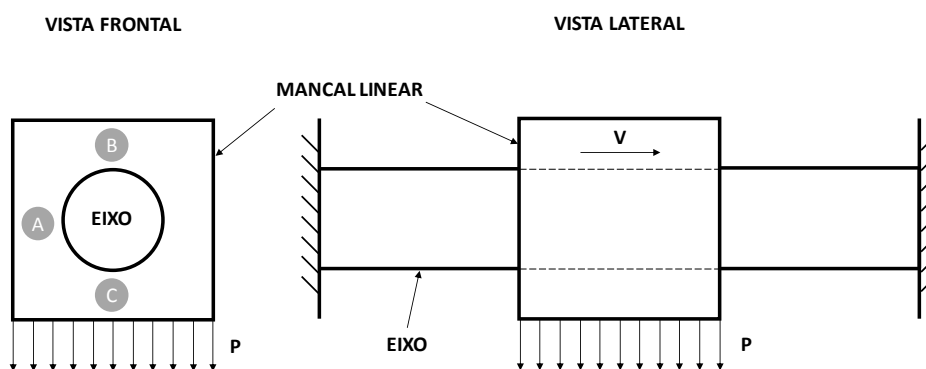 VISTA FRONTAL
VISTA LATERAL
MANCAL LINEAR
V
B
A
EIXO
C
P
EIXO
P